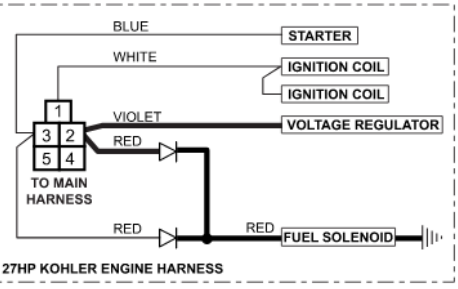 BLUE
STARTER
WHITE
IGNITION COIL
IGNITION COIL
1
VIOLET
VOLTAGE REGULATOR
3 2
RED
5 4
TO MAIN
HARNESS
RED
RED
FUEL SOLENOID
27HP KOHLER ENGINE HARNESS